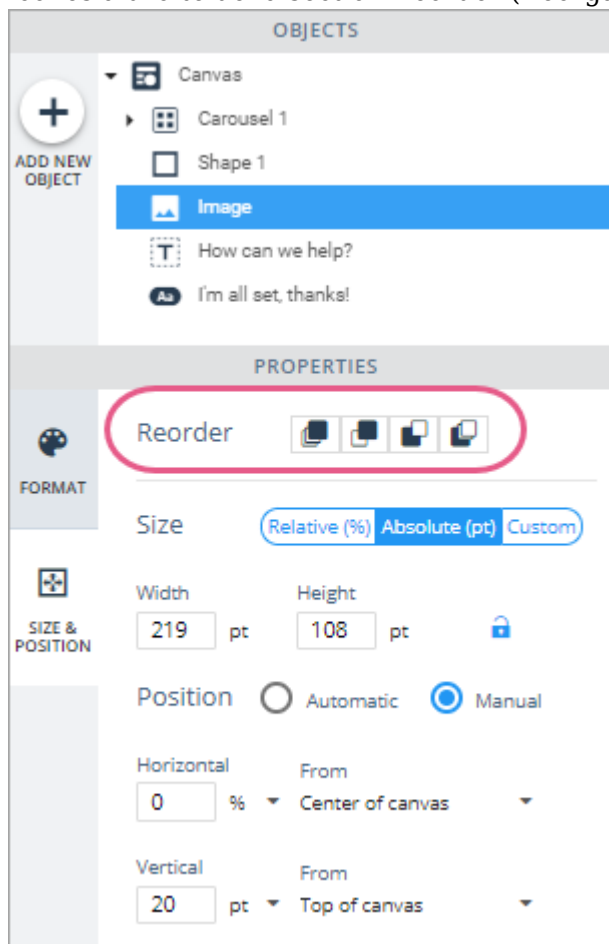 OBJECTS
Canvas
Carousel 1
ADD NEW
OBJECT
Shape 1
Image
T How can we help?
Aa I'm all set, thanks!
PROPERTIES
Reorder
FORMAT
Size Relative (%) Absolute (pt) Custom
Width Height
219 pt 108 pt
SIZE &
POSITION
Position Automatic Manual
Horizontal From
0 % Center of canvas
Vertical From
20 pt Top of canvas